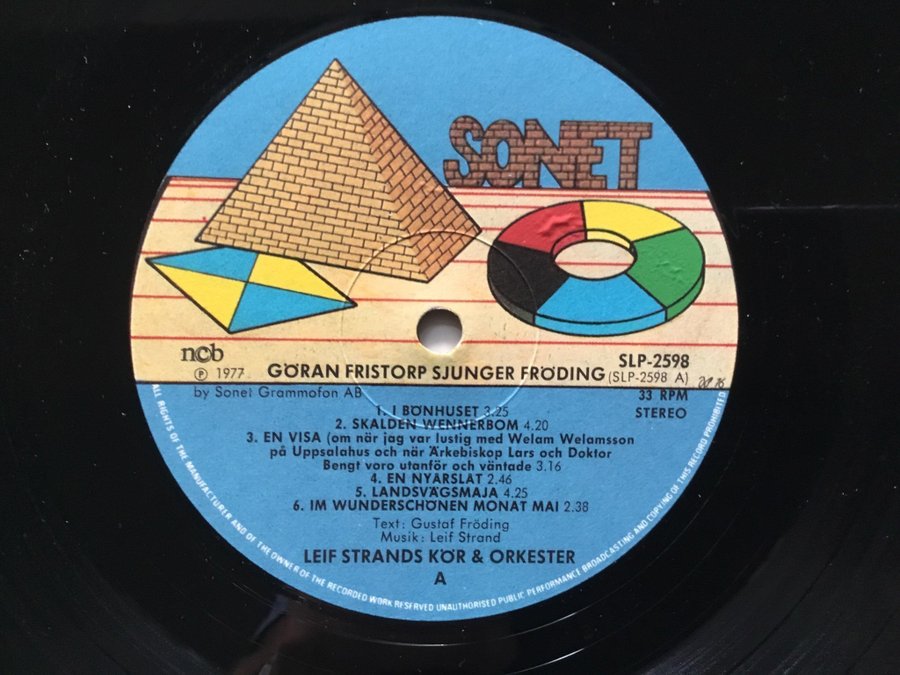 SONET
ncb
SLP-2598
℗ 1977 GÖRAN FRISTORP SJUNGER FRÖDING (SLP-2598 A)
by Sonet Grammofon AB
33 RPM
STEREO
1. I BÖNHUSET 3.25
2. SKALDEN WENNERBOM 4.20
3. EN VISA (om när jag var lustig med Welam Welamsson
på Uppsalahus och när Ärkebiskop Lars och Doktor
Bengt voro utanför och väntade 3.16
4. EN NYÅRSLÅT 2.46
5. LANDSVÄGSMAJA 4.25
6. IM WUNDERSCHÖNEN MONAT MAI 2.38
Text: Gustaf Fröding
Musik: Leif Strand
LEIF STRANDS KÖR & ORKESTER
A
ALL RIGHTS OF THE MANUFACTURER AND OF THE OWNER OF THE RECORDED WORK RESERVED UNAUTHORISED PUBLIC PERFORMANCE BROADCASTING AND COPYING OF THIS RECORD PROHIBITED